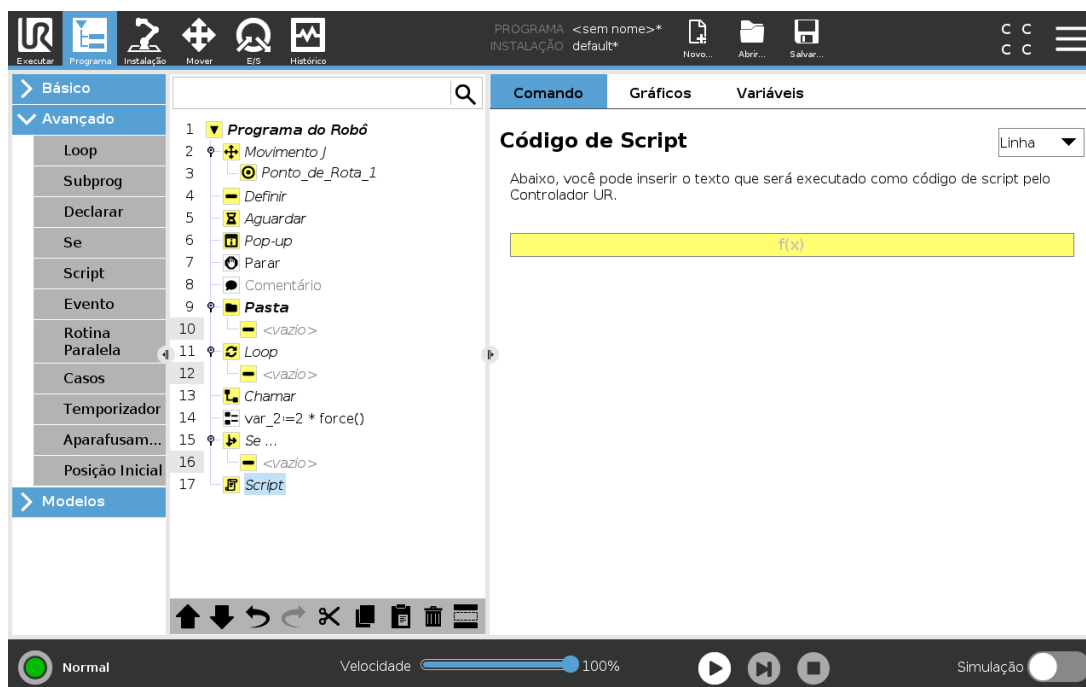 UR
PROGRAMA <sem nome>*
INSTALAÇÃO default*
Executar Programa Instalação Mover E/S Histórico Novo... Abrir... Salvar...
C C
C C
Básico
Avançado
Loop
Subprog
Declarar
Se
Script
Evento
Rotina
Paralela
Casos
Temporizador
Aparafusam...
Posição Inicial
Modelos
1 Programa do Robô
2 Movimento J
3 Ponto_de_Rota_1
4 Definir
5 Aguardar
6 Pop-up
7 Parar
8 Comentário
9 Pasta
10 <vazio>
11 Loop
12 <vazio>
13 Chamar
14 var_2:=2 * force()
15 Se ...
16 <vazio>
17 Script
Comando Gráficos Variáveis
Código de Script
Linha
Abaixo, você pode inserir o texto que será executado como código de script pelo
Controlador UR.
f(x)
Normal
Velocidade 100%
Simulação